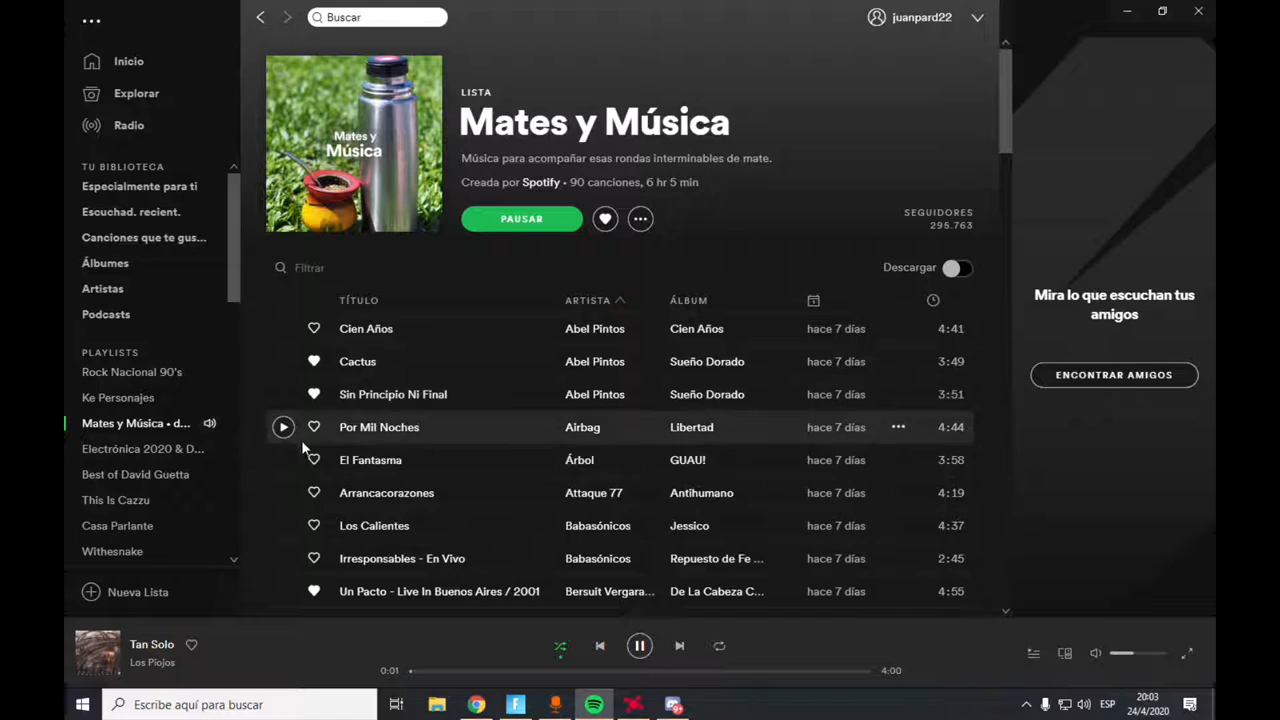 Buscar
juanpard22
Inicio
Explorar
Radio
TU BIBLIOTECA
Especialmente para ti
Escuchad. recient.
Canciones que te gus...
Álbumes
Artistas
Podcasts
PLAYLISTS
Rock Nacional 90's
Ke Personajes
Mates y Música • d...
Electrónica 2020 & D...
Best of David Guetta
This Is Cazzu
Casa Parlante
Withesnake
Nueva Lista
Mates y
Música
LISTA
Mates y Música
Música para acompañar esas rondas interminables de mate.
Creada por Spotify • 90 canciones, 6 hr 5 min
PAUSAR
SEGUIDORES
295.763
Filtrar
Descargar
TÍTULO ARTISTA ÁLBUM
Cien Años Abel Pintos Cien Años hace 7 días 4:41
Cactus Abel Pintos Sueño Dorado hace 7 días 3:49
Sin Principio Ni Final Abel Pintos Sueño Dorado hace 7 días 3:51
Por Mil Noches Airbag Libertad hace 7 días 4:44
El Fantasma Árbol GUAU! hace 7 días 3:58
Arrancacorazones Attaque 77 Antihumano hace 7 días 4:19
Los Calientes Babasónicos Jessico hace 7 días 4:37
Irresponsables - En Vivo Babasónicos Repuesto de Fe ... hace 7 días 2:45
Un Pacto - Live In Buenos Aires / 2001 Bersuit Vergara... De La Cabeza C... hace 7 días 4:55
Mira lo que escuchan tus
amigos
ENCONTRAR AMIGOS
Tan Solo
Los Piojos
0:01 4:00
Escribe aquí para buscar
ESP
20:03
24/4/2020